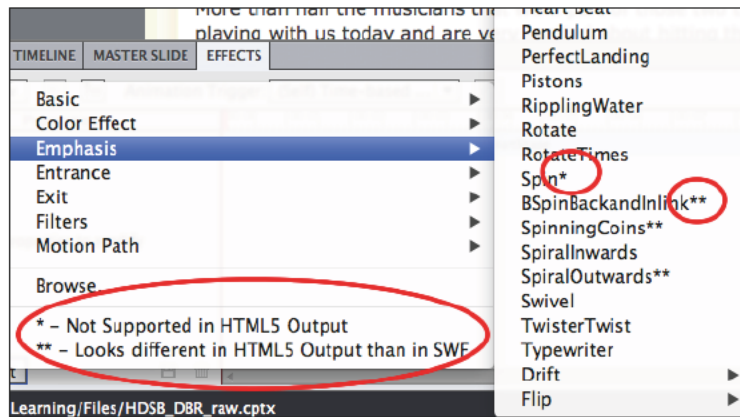 More than half the musicians tha
playing with us today and are ve
TIMELINE MASTER SLIDE EFFECTS
Basic
Color Effect
Emphasis
Entrance
Exit
Filters
Motion Path
Browse...
* – Not Supported in HTML5 Output
** – Looks different in HTML5 Output than in SWF
Learning/Files/HDSB_DBR_raw.cptx
Heart Beat
Pendulum
PerfectLanding
Pistons
RipplingWater
Rotate
RotateTimes
Spin*
BSpinBackandInlink**
SpinningCoins**
SpiralInwards
SpiralOutwards**
Swivel
TwisterTwist
Typewriter
Drift
Flip